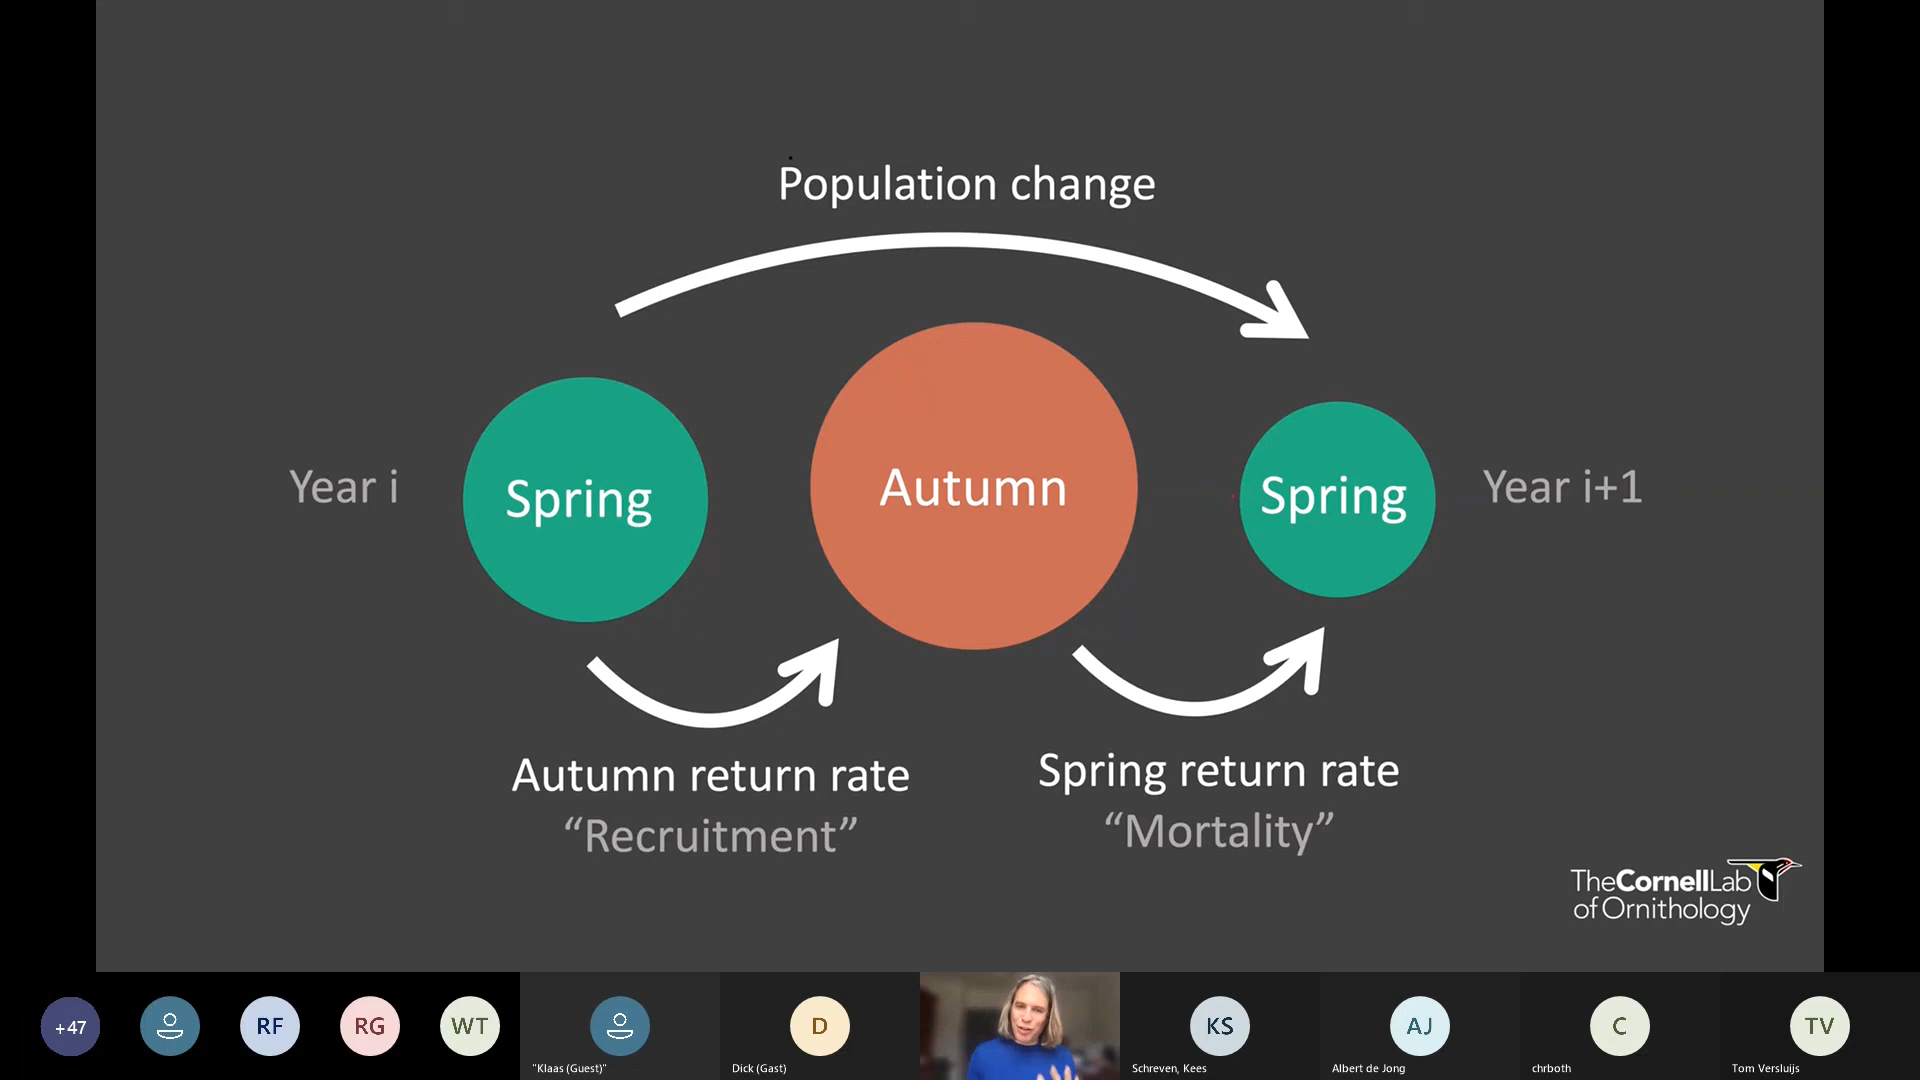 Population change
Year i
Spring
Autumn
Spring
Year i+1
Autumn return rate
“Recruitment”
Spring return rate
“Mortality”
TheCornellLab
of Ornithology
+47
RF
RG
WT
"Klaas (Guest)"
D
Dick (Gast)
KS
Schreven, Kees
AJ
Albert de Jong
C
chrboth
TV
Tom Versluijs